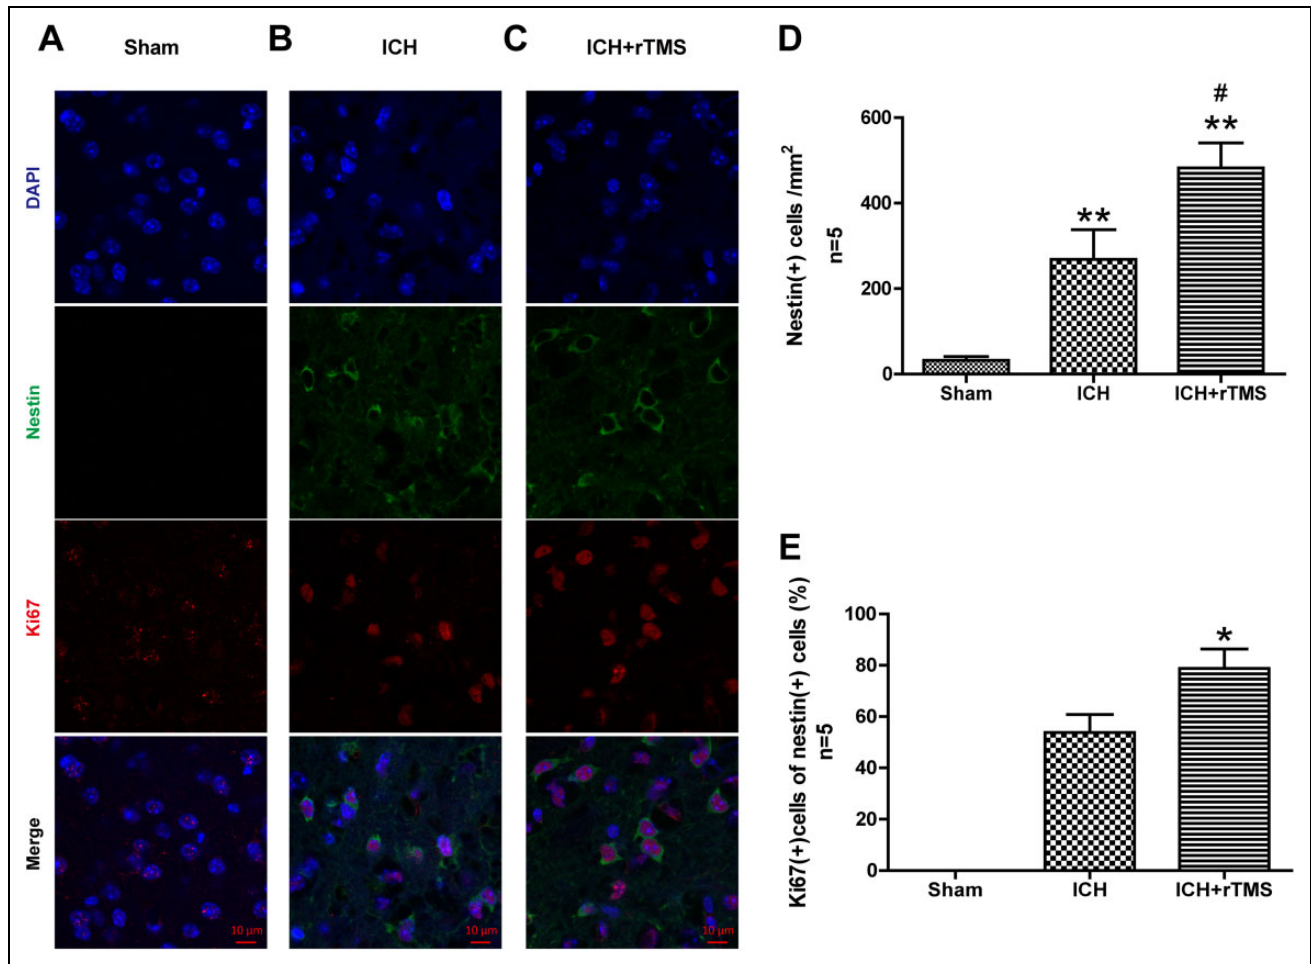 A Sham
B ICH
C ICH+rTMS
DAPI
Nestin
Ki67
Merge
10 µm
10 µm
10 µm
D
Nestin(+) cells /mm²
n=5
600
400
200
0
**
#
**
Sham ICH ICH+rTMS
E
Ki67(+)cells of nestin(+) cells (%)
n=5
100
80
60
40
20
0
*
Sham ICH ICH+rTMS